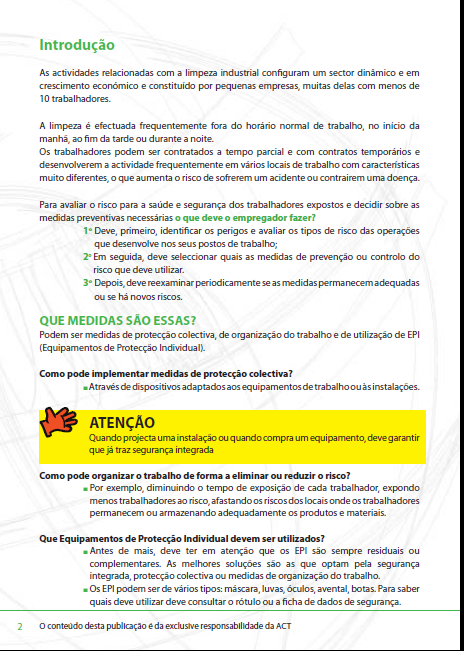 Introdução
As actividades relacionadas com a limpeza industrial configuram um sector dinâmico e em
crescimento económico e constituído por pequenas empresas, muitas delas com menos de
10 trabalhadores.
A limpeza é efectuada frequentemente fora do horário normal de trabalho, no início da
manhã, ao fim da tarde ou durante a noite.
Os trabalhadores podem ser contratados a tempo parcial e com contratos temporários e
desenvolverem a actividade frequentemente em vários locais de trabalho com características
muito diferentes, o que aumenta o risco de sofrerem um acidente ou contraírem uma doença.
Para avaliar o risco para a saúde e segurança dos trabalhadores expostos e decidir sobre as
medidas preventivas necessárias o que deve o empregador fazer?
1º Deve, primeiro, identificar os perigos e avaliar os tipos de risco das operações
que desenvolve nos seus postos de trabalho;
2º Em seguida, deve seleccionar quais as medidas de prevenção ou controlo do
risco que deve utilizar.
3º Depois, deve reexaminar periodicamente se as medidas permanecem adequadas
ou se há novos riscos.
QUE MEDIDAS SÃO ESSAS?
Podem ser medidas de protecção colectiva, de organização do trabalho e de utilização de EPI
(Equipamentos de Protecção Individual).
Como pode implementar medidas de protecção colectiva?
Através de dispositivos adaptados aos equipamentos de trabalho ou às instalações.
ATENÇÃO
Quando projecta uma instalação ou quando compra um equipamento, deve garantir
que já traz segurança integrada
Como pode organizar o trabalho de forma a eliminar ou reduzir o risco?
Por exemplo, diminuindo o tempo de exposição de cada trabalhador, expondo
menos trabalhadores ao risco, afastando os riscos dos locais onde os trabalhadores
permanecem ou armazenando adequadamente os produtos e materiais.
Que Equipamentos de Protecção Individual devem ser utilizados?
Antes de mais, deve ter em atenção que os EPI são sempre residuais ou
complementares. As melhores soluções são as que optam pela segurança
integrada, protecção colectiva ou medidas de organização do trabalho.
Os EPI podem ser de vários tipos: máscara, luvas, óculos, avental, botas. Para saber
quais deve utilizar deve consultar o rótulo ou a ficha de dados de segurança.
2 O conteúdo desta publicação é da exclusive responsabilidade da ACT